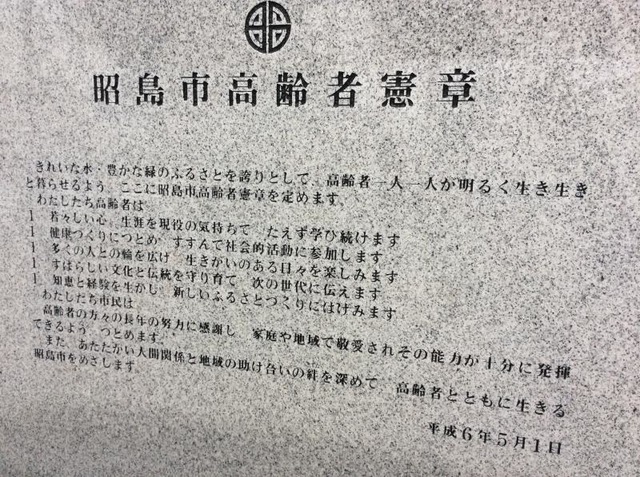 昭島市高齢者憲章
きれいな水・豊かな緑のふるさとを誇りとして 高齢者一人一人が明るく生き生き
と暮らせるよう ここに昭島市高齢者憲章を定めます
わたしたち高齢者は
1 若々しい心 生涯を現役の気持ちで たえず学び続けます
1 健康づくりにつとめ すすんで社会的活動に参加します
1 多くの人との輪を広げ 生きがいのある日々を楽しみます
1 すばらしい文化と伝統を守り育て 次の世代に伝えます
1 知恵と経験を生かし 新しいふるさとづくりにはげみます
わたしたち市民は
高齢者の方々の長年の努力に感謝し 家庭や地域で敬愛されその能力が十分に発揮
できるよう つとめます
また あたたかい人間関係と地域の助け合いの絆を深めて 高齢者とともに生きる
昭島市をめざします
平成6年5月1日